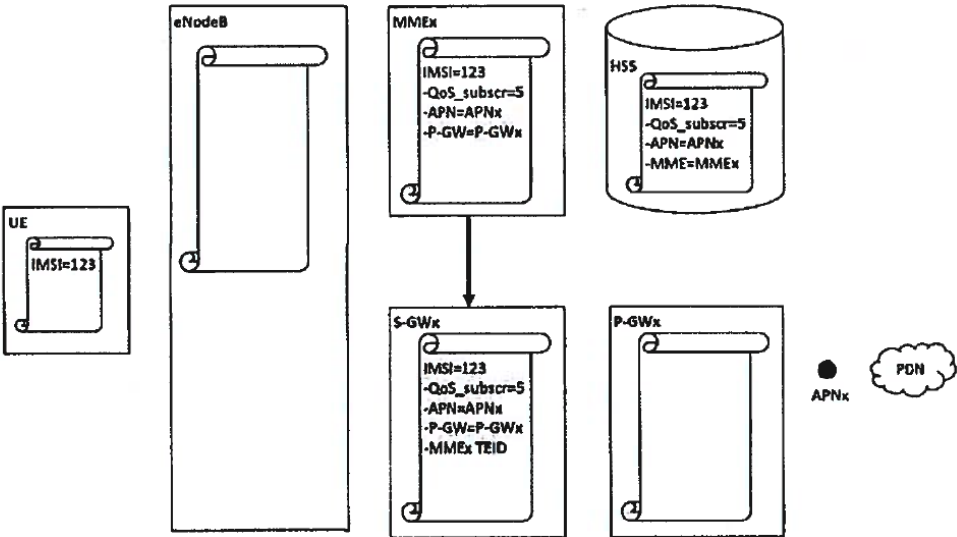 eNodeB
MMEx
IMSI=123
-QoS_subscr=5
-APN=APNx
-P-GW=P-GWx
HSS
IMSI=123
-QoS_subscr=5
-APN=APNx
-MME=MMEx
UE
IMSI=123
S-GWx
IMSI=123
-QoS_subscr=5
-APN=APNx
-P-GW=P-GWx
-MMEx TEID
P-GWx
APNx
PDN